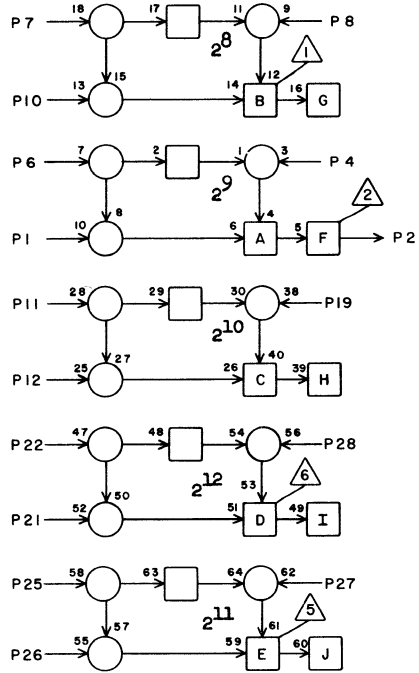 P7 18 17 11 9 P8
2^8 1
15 12
P10 13 14 B 16 G
P6 7 2 1 3 P4
2^9 2
8 4
P1 10 6 A 5 F P2
P11 28 29 30 38 P19
2^10
27 40
P12 25 26 C 39 H
P22 47 48 54 56 P28
2^12 6
50 53
P21 52 51 D 49 I
P25 58 63 64 62 P27
2^11 5
57 61
P26 55 59 E 60 J